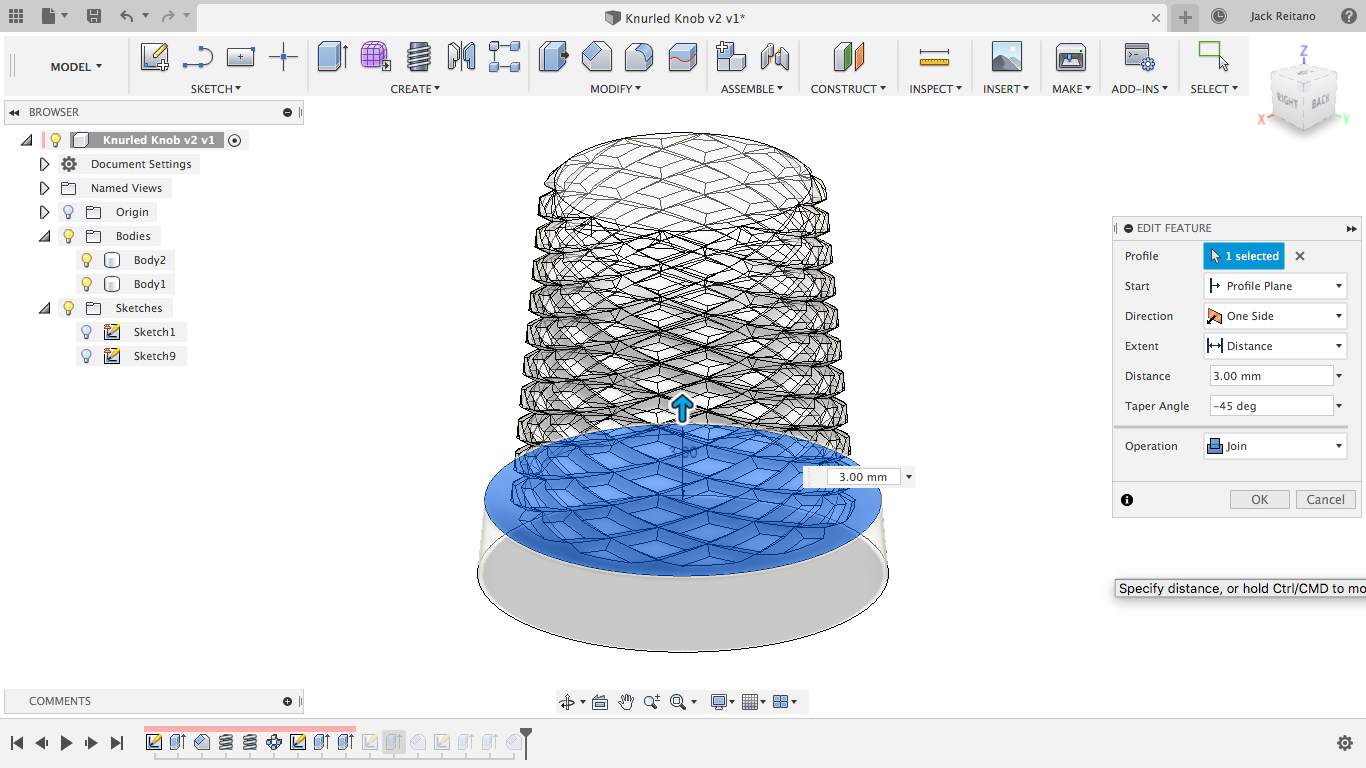 Knurled Knob v2 v1*
Jack Reitano
MODEL
SKETCH
CREATE
MODIFY
ASSEMBLE
CONSTRUCT
INSPECT
INSERT
MAKE
ADD-INS
SELECT
Z
RIGHT
BACK
X
Y
BROWSER
Knurled Knob v2 v1
Document Settings
Named Views
Origin
Bodies
Body2
Body1
Sketches
Sketch1
Sketch9
EDIT FEATURE
Profile 1 selected
Start Profile Plane
Direction One Side
Extent Distance
Distance 3.00 mm
Taper Angle -45 deg
Operation Join
OK Cancel
3.00
3.00 mm
Specify distance, or hold Ctrl/CMD to mo
COMMENTS